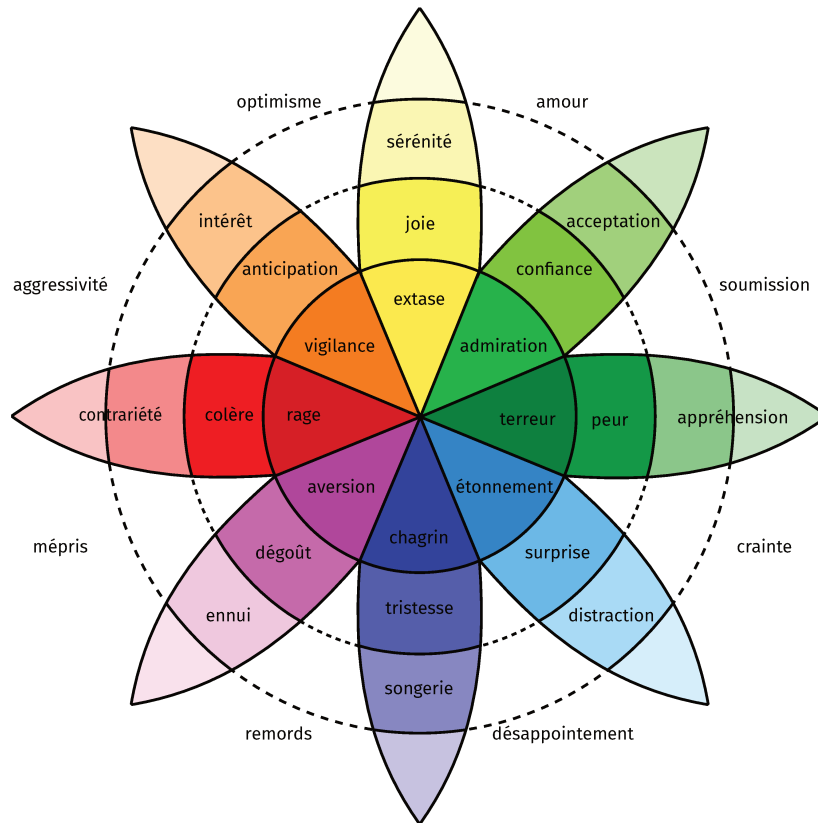 optimisme
amour
sérénité
intérêt
joie
acceptation
anticipation
confiance
aggressivité
extase
soumission
vigilance
admiration
contrariété
colère
rage
terreur
peur
appréhension
aversion
étonnement
mépris
dégoût
chagrin
surprise
crainte
ennui
tristesse
distraction
songerie
remords
désappointement